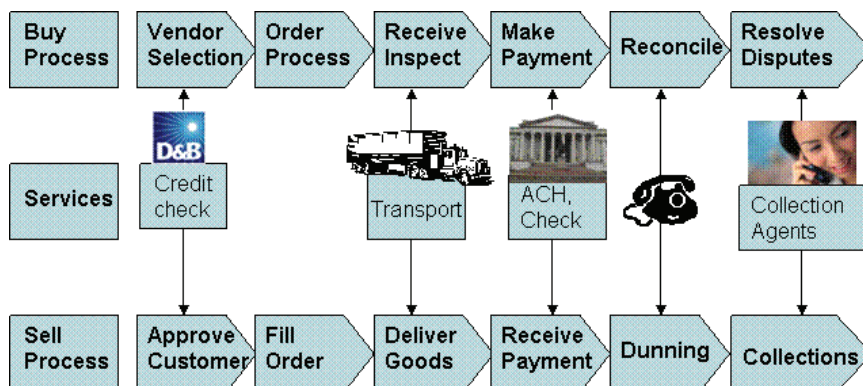 Buy
Process
Vendor
Selection
Order
Process
Receive
Inspect
Make
Payment
Reconcile
Resolve
Disputes
Services
D&B
Credit
check
Transport
ACH,
Check
Collection
Agents
Sell
Process
Approve
Customer
Fill
Order
Deliver
Goods
Receive
Payment
Dunning
Collections